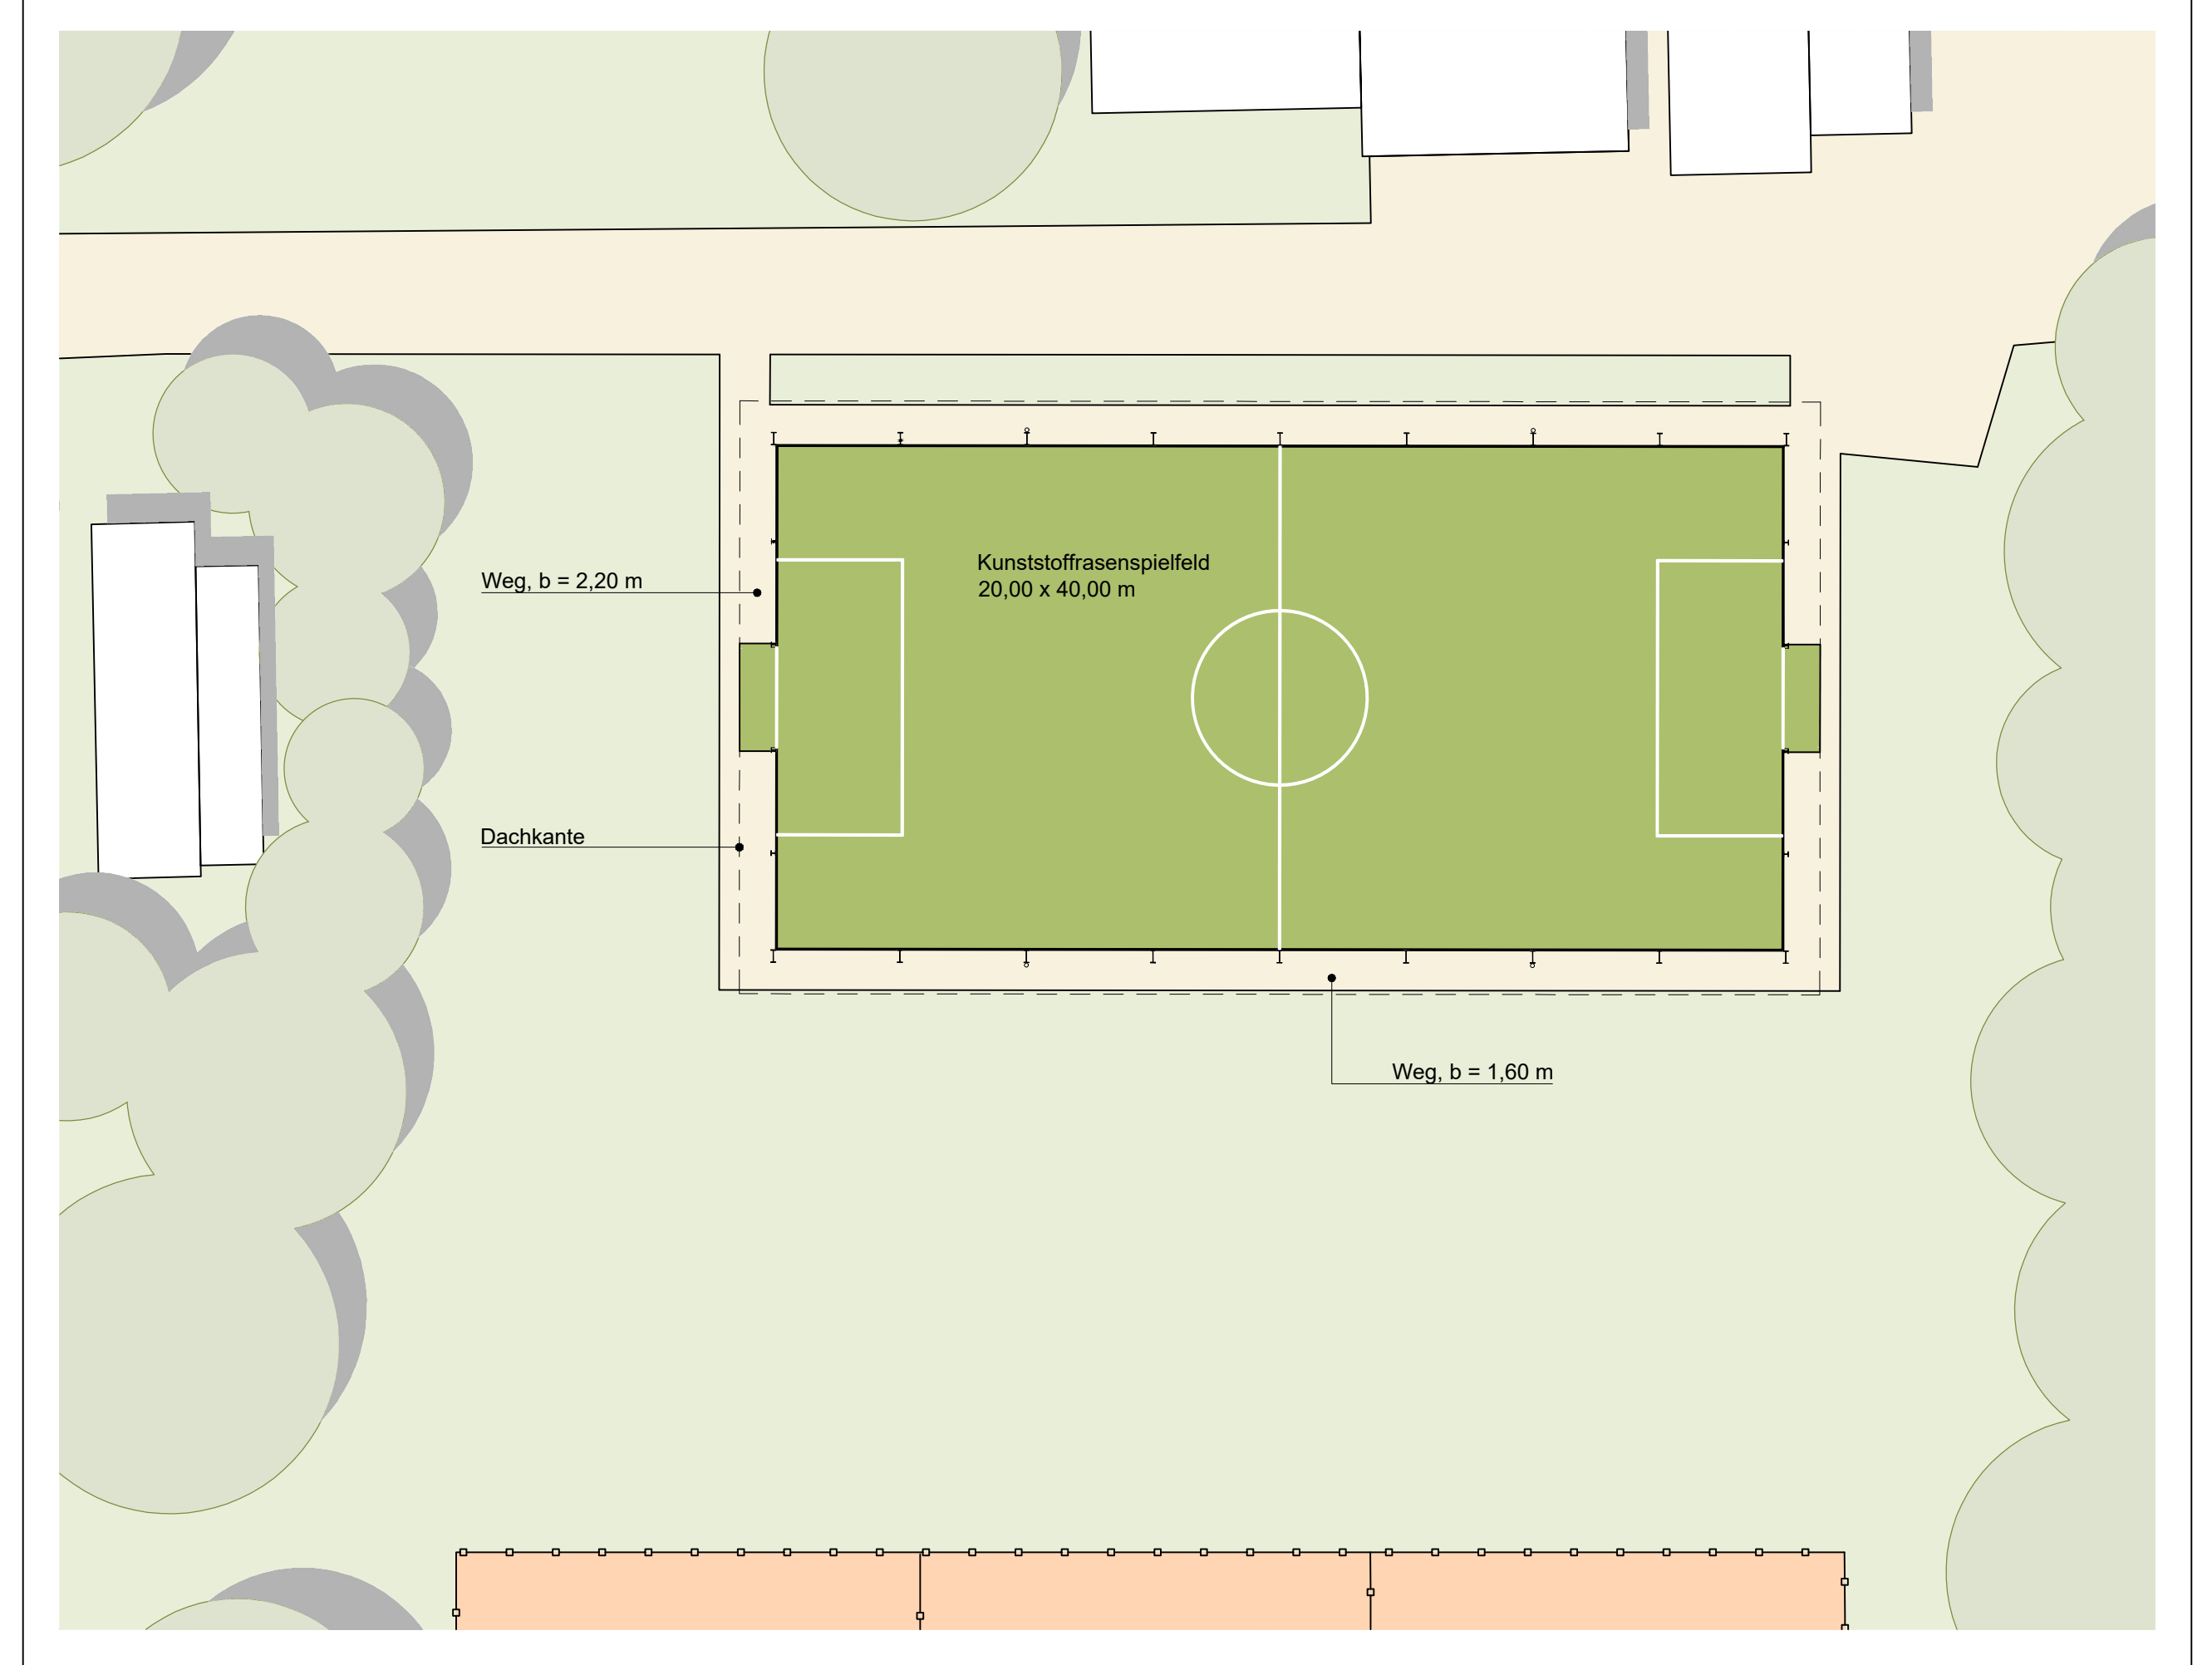 Kunststoffrasenspielfeld
20,00 x 40,00 m
Weg, b = 2,20 m
Dachkante
Weg, b = 1,60 m